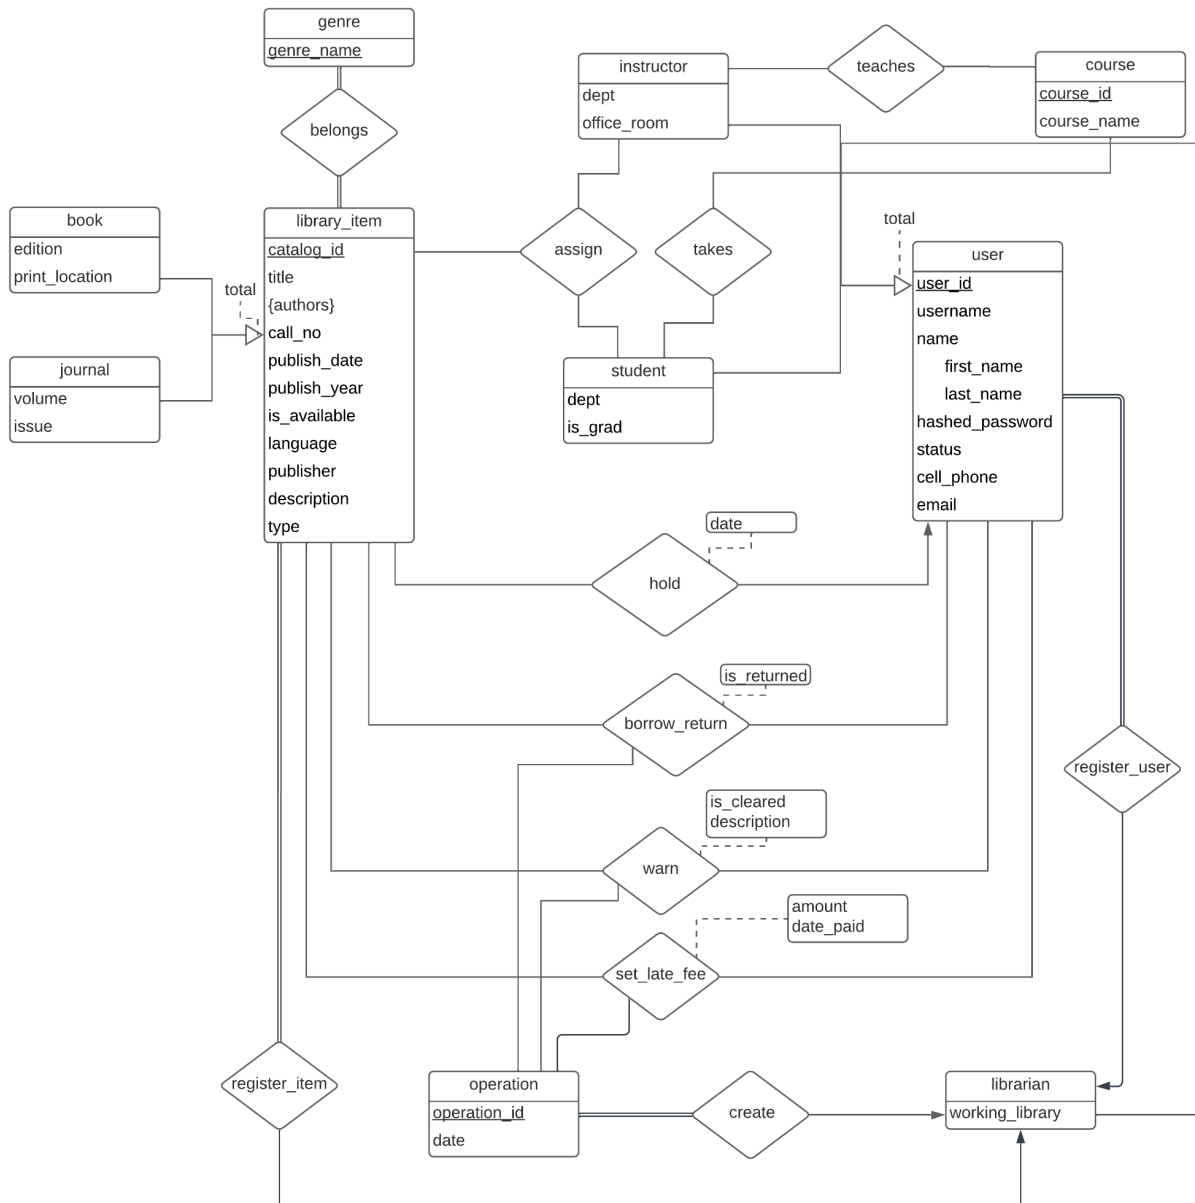 genre
genre_name
belongs
instructor
dept
office_room
teaches
course
course_id
course_name
book
edition
print_location
total
journal
volume
issue
library_item
catalog_id
title
{authors}
call_no
publish_date
publish_year
is_available
language
publisher
description
type
assign
takes
student
dept
is_grad
total
user
user_id
username
name
first_name
last_name
hashed_password
status
cell_phone
email
date
hold
is_returned
borrow_return
register_user
is_cleared
description
warn
amount
date_paid
set_late_fee
register_item
operation
operation_id
date
create
librarian
working_library